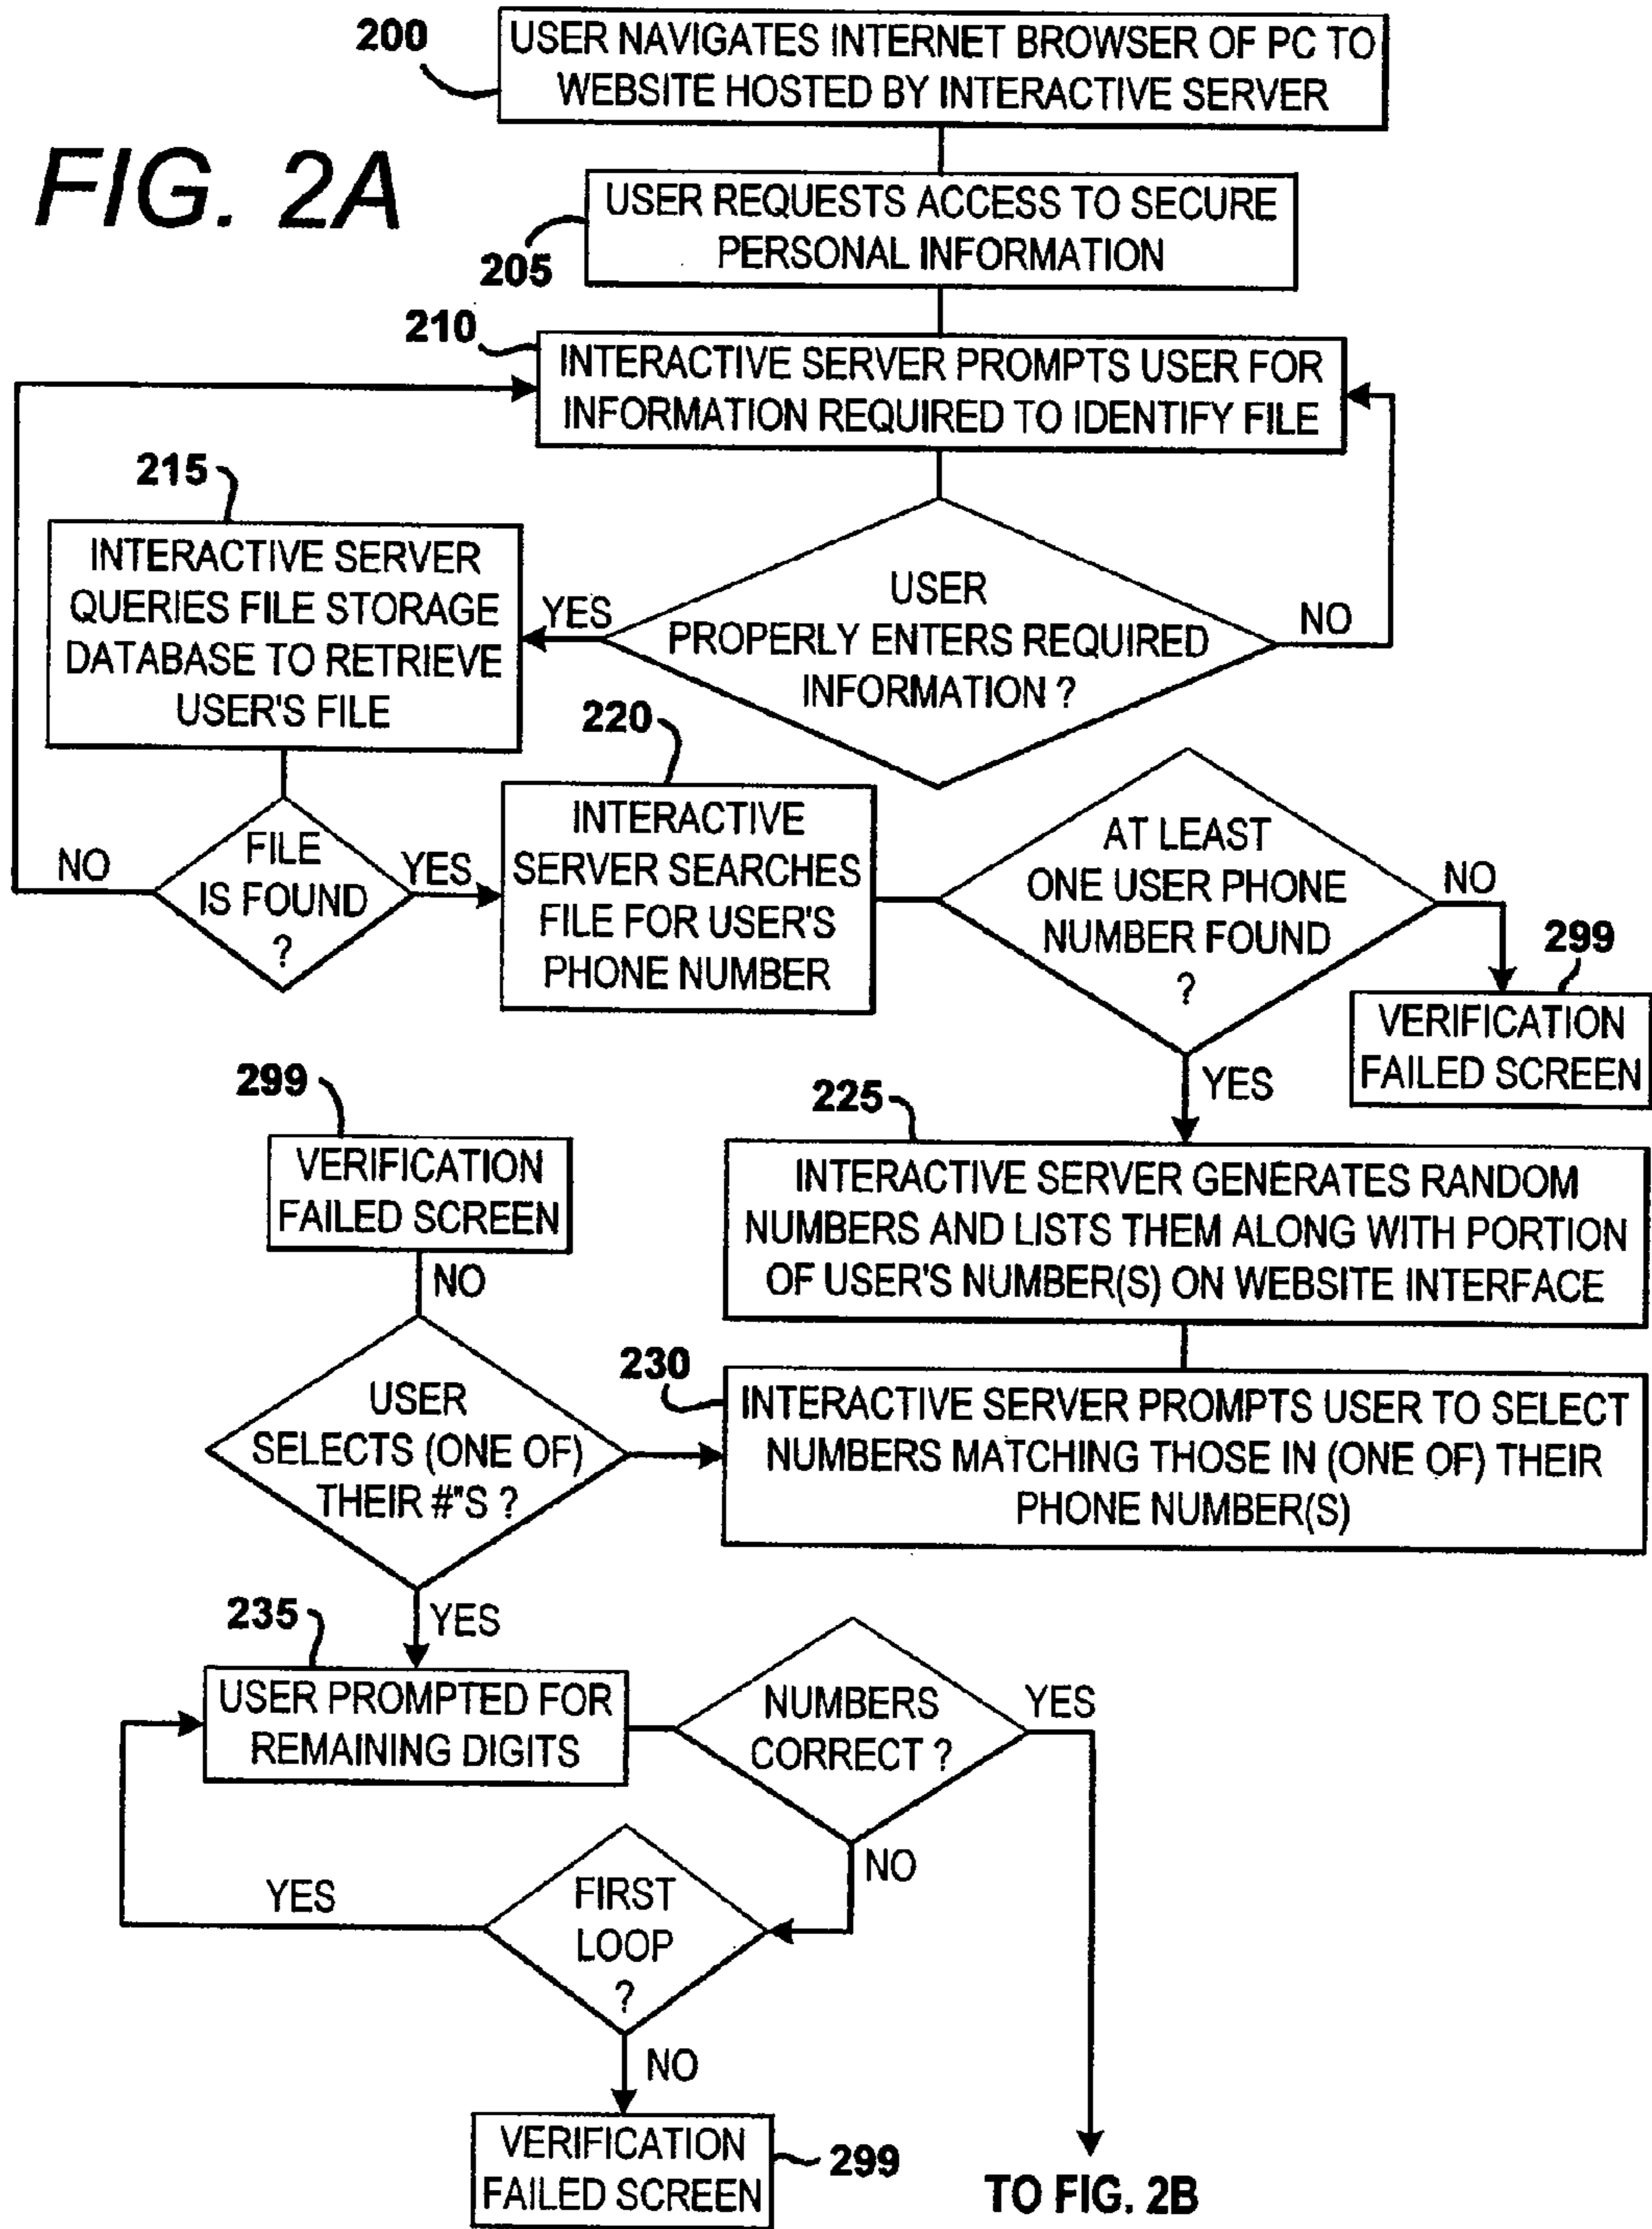 FIG. 2A
200
USER NAVIGATES INTERNET BROWSER OF PC TO
WEBSITE HOSTED BY INTERACTIVE SERVER
205
USER REQUESTS ACCESS TO SECURE
PERSONAL INFORMATION
210
INTERACTIVE SERVER PROMPTS USER FOR
INFORMATION REQUIRED TO IDENTIFY FILE
USER
PROPERLY ENTERS REQUIRED
INFORMATION ?
YES
NO
215
INTERACTIVE SERVER
QUERIES FILE STORAGE
DATABASE TO RETRIEVE
USER'S FILE
FILE
IS FOUND
?
NO
YES
220
INTERACTIVE
SERVER SEARCHES
FILE FOR USER'S
PHONE NUMBER
AT LEAST
ONE USER PHONE
NUMBER FOUND
?
NO
299
VERIFICATION
FAILED SCREEN
YES
225
INTERACTIVE SERVER GENERATES RANDOM
NUMBERS AND LISTS THEM ALONG WITH PORTION
OF USER'S NUMBER(S) ON WEBSITE INTERFACE
230
INTERACTIVE SERVER PROMPTS USER TO SELECT
NUMBERS MATCHING THOSE IN (ONE OF) THEIR
PHONE NUMBER(S)
299
VERIFICATION
FAILED SCREEN
NO
USER
SELECTS (ONE OF)
THEIR #"S ?
YES
235
USER PROMPTED FOR
REMAINING DIGITS
NUMBERS
CORRECT ?
YES
NO
FIRST
LOOP
?
YES
NO
VERIFICATION
FAILED SCREEN
299
TO FIG. 2B